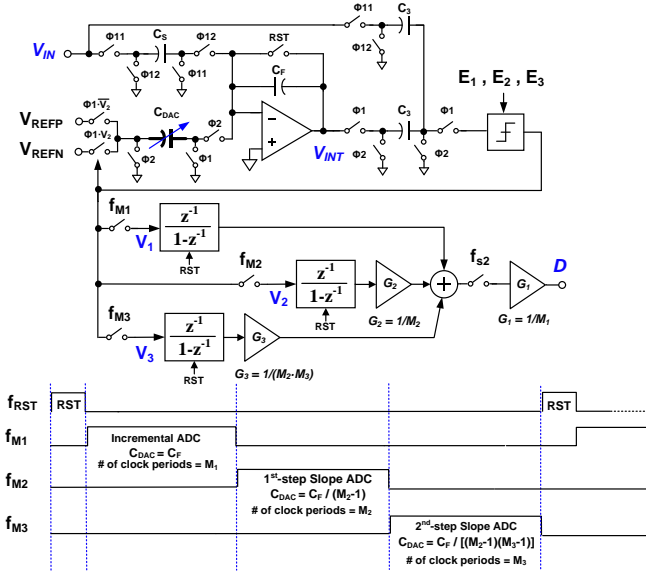 Φ11
C3
Φ11
CS
Φ12
RST
VIN
Φ12
Φ12
Φ11
CF
E1 , E2 , E3
Φ1·V̅2
CDAC
VREFP
Φ1·V2
Φ2
Φ1
C3
Φ1
VREFN
Φ2
Φ1
VINT
Φ2
Φ2
−
+
fM1
z-1
V1
1-z-1
RST
fM2
z-1
V2
1-z-1
RST
G2
G2 = 1/M2
+
fs2
G1
D
G1 = 1/M1
fM3
z-1
V3
1-z-1
RST
G3
G3 = 1/(M2·M3)
fRST
RST
RST
fM1
Incremental ADC
CDAC = CF
# of clock periods = M1
fM2
1st-step Slope ADC
CDAC = CF / (M2-1)
# of clock periods = M2
fM3
2nd-step Slope ADC
CDAC = CF / [(M2-1)(M3-1)]
# of clock periods = M3